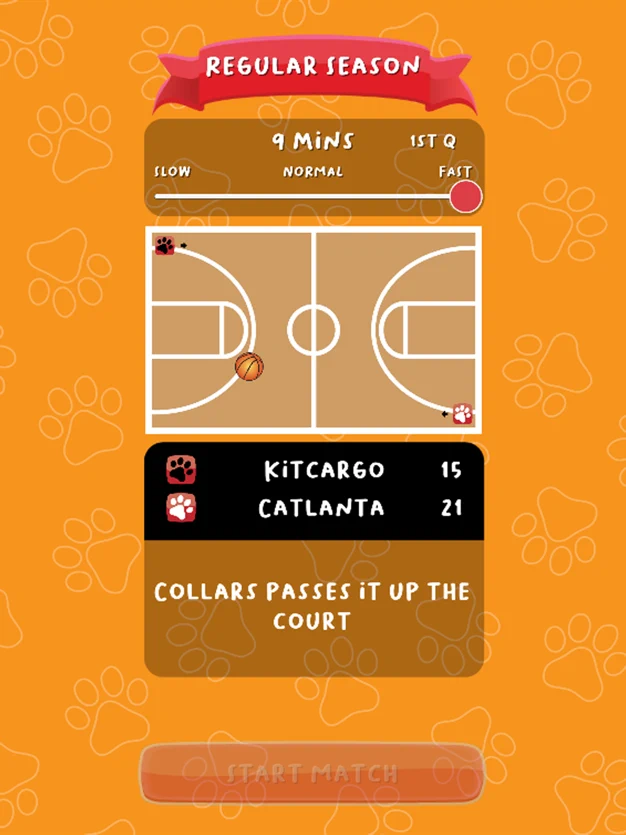 REGULAR SEASON
9 MiNS 1ST Q
SLOW NORMAL FAST
KiTCARGO 15
CATLANTA 21
COLLARS PASSES iT UP THE
COURT
START MATCH